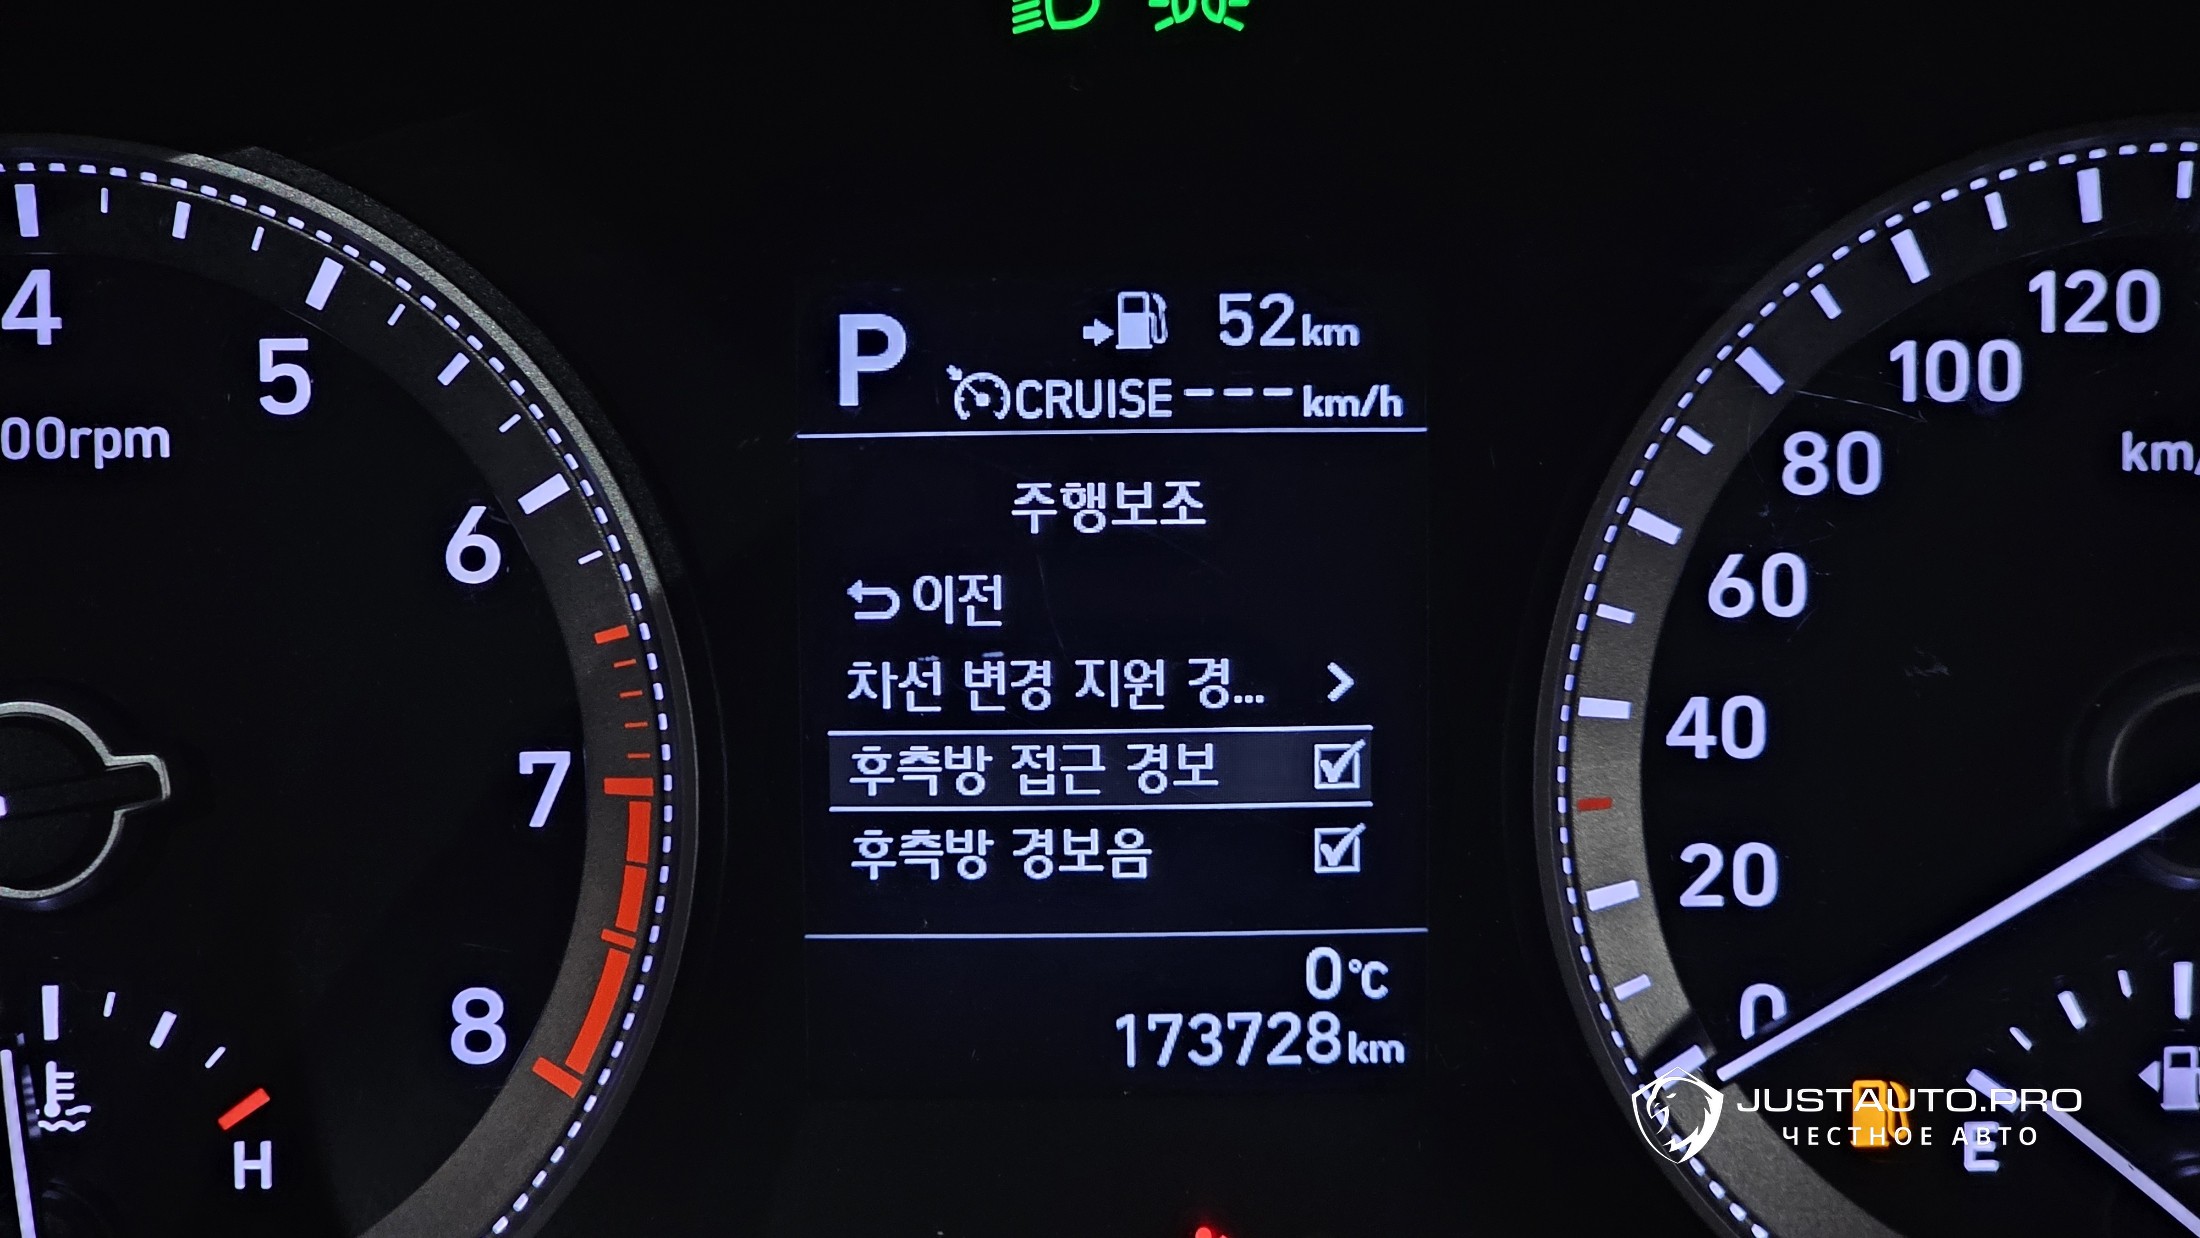 P
52km
CRUISE ---km/h
주행보조
이전
차선 변경 지원 경...
후측방 접근 경보
후측방 경보음
0℃
173728km
4
5
00rpm
6
7
8
H
120
100
80
km/
60
40
20
0
E
JUSTAUTO.PRO
ЧЕСТНОЕ АВТО